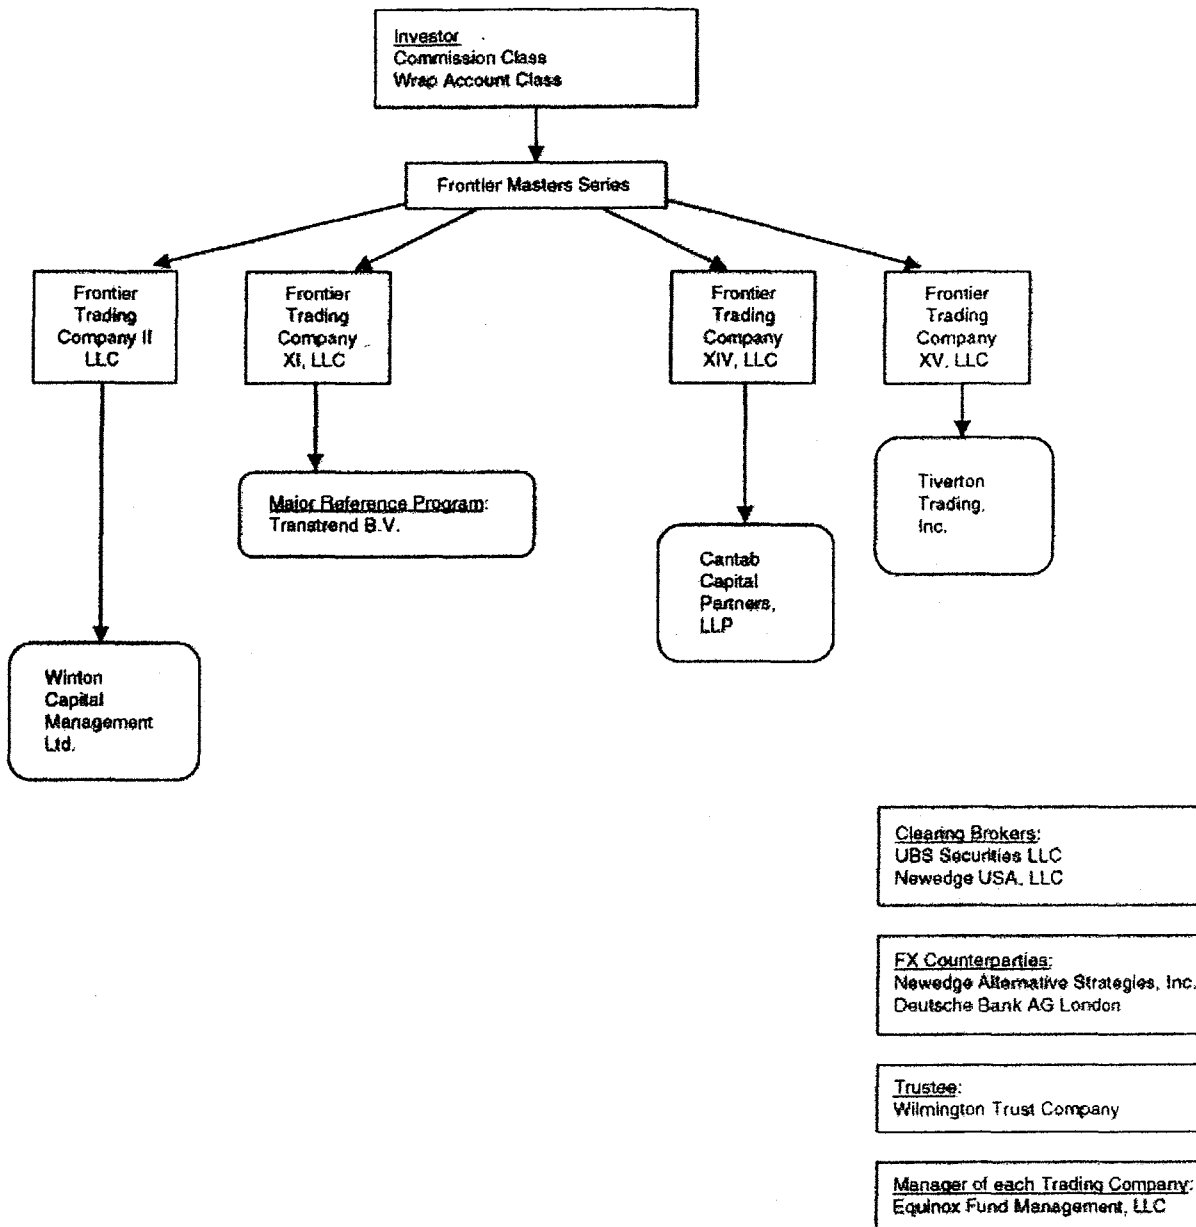 Investor
Commission Class
Wrap Account Class
Frontier Masters Series
Frontier
Trading
Company II
LLC
Frontier
Trading
Company
XI, LLC
Frontier
Trading
Company
XIV, LLC
Frontier
Trading
Company
XV, LLC
Major Reference Program:
Transtrend B.V.
Tiverton
Trading,
Inc.
Cantab
Capital
Partners,
LLP
Winton
Capital
Management
Ltd.
Clearing Brokers:
UBS Securities LLC
Newedge USA, LLC
FX Counterparties:
Newedge Alternative Strategies, Inc.
Deutsche Bank AG London
Trustee:
Wilmington Trust Company
Manager of each Trading Company:
Equinox Fund Management, LLC